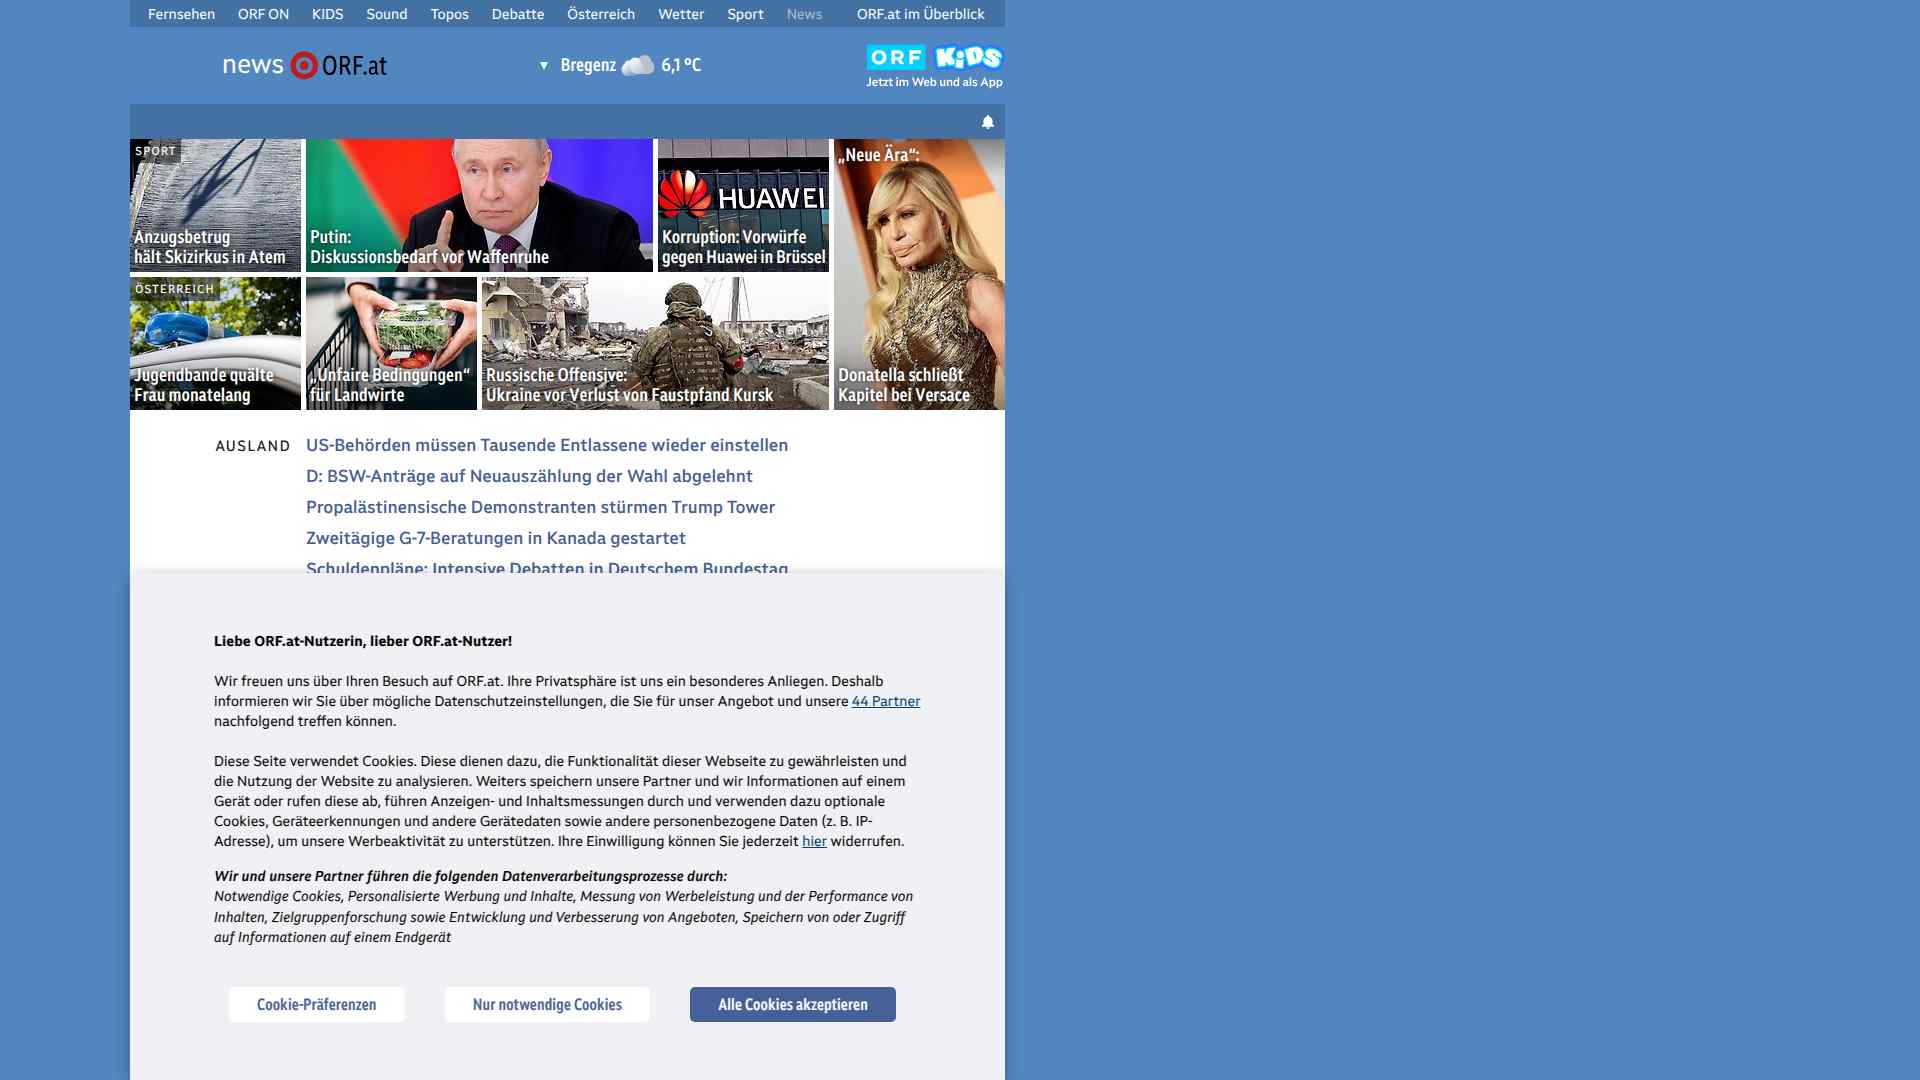 Fernsehen ORF ON KIDS Sound Topos Debatte Österreich Wetter Sport News ORF.at im Überblick
news ORF.at
▼ Bregenz 6,1 °C
ORF KiDS
Jetzt im Web und als App
SPORT
Anzugsbetrug
hält Skizirkus in Atem
Putin:
Diskussionsbedarf vor Waffenruhe
HUAWEI
Korruption: Vorwürfe
gegen Huawei in Brüssel
„Neue Ära“:
Donatella schließt
Kapitel bei Versace
ÖSTERREICH
Jugendbande quälte
Frau monatelang
„Unfaire Bedingungen“
für Landwirte
Russische Offensive:
Ukraine vor Verlust von Faustpfand Kursk
AUSLAND
US-Behörden müssen Tausende Entlassene wieder einstellen
D: BSW-Anträge auf Neuauszählung der Wahl abgelehnt
Propalästinensische Demonstranten stürmen Trump Tower
Zweitägige G-7-Beratungen in Kanada gestartet
Schuldenpläne: Intensive Debatten in Deutschem Bundestag
Liebe ORF.at-Nutzerin, lieber ORF.at-Nutzer!
Wir freuen uns über Ihren Besuch auf ORF.at. Ihre Privatsphäre ist uns ein besonderes Anliegen. Deshalb
informieren wir Sie über mögliche Datenschutzeinstellungen, die Sie für unser Angebot und unsere 44 Partner
nachfolgend treffen können.
Diese Seite verwendet Cookies. Diese dienen dazu, die Funktionalität dieser Webseite zu gewährleisten und
die Nutzung der Website zu analysieren. Weiters speichern unsere Partner und wir Informationen auf einem
Gerät oder rufen diese ab, führen Anzeigen- und Inhaltsmessungen durch und verwenden dazu optionale
Cookies, Geräteerkennungen und andere Gerätedaten sowie andere personenbezogene Daten (z. B. IP-
Adresse), um unsere Werbeaktivität zu unterstützen. Ihre Einwilligung können Sie jederzeit hier widerrufen.
Wir und unsere Partner führen die folgenden Datenverarbeitungsprozesse durch:
Notwendige Cookies, Personalisierte Werbung und Inhalte, Messung von Werbeleistung und der Performance von
Inhalten, Zielgruppenforschung sowie Entwicklung und Verbesserung von Angeboten, Speichern von oder Zugriff
auf Informationen auf einem Endgerät
Cookie-Präferenzen
Nur notwendige Cookies
Alle Cookies akzeptieren